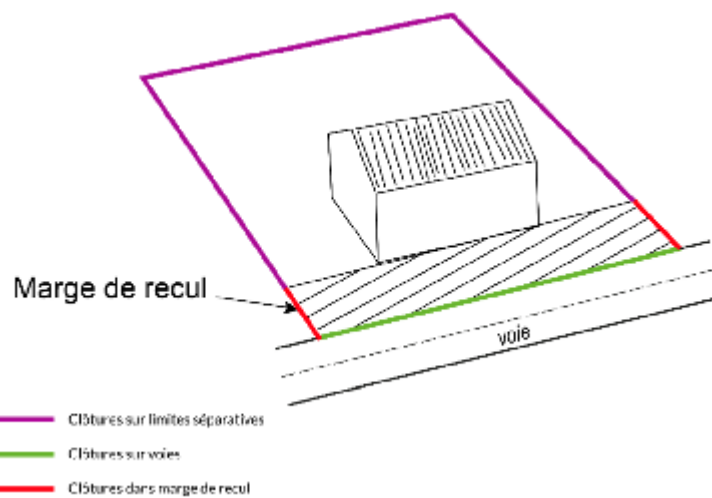 Marge de recul
voie
Clôtures sur limites séparatives
Clôtures sur voies
Clôtures dans marge de recul